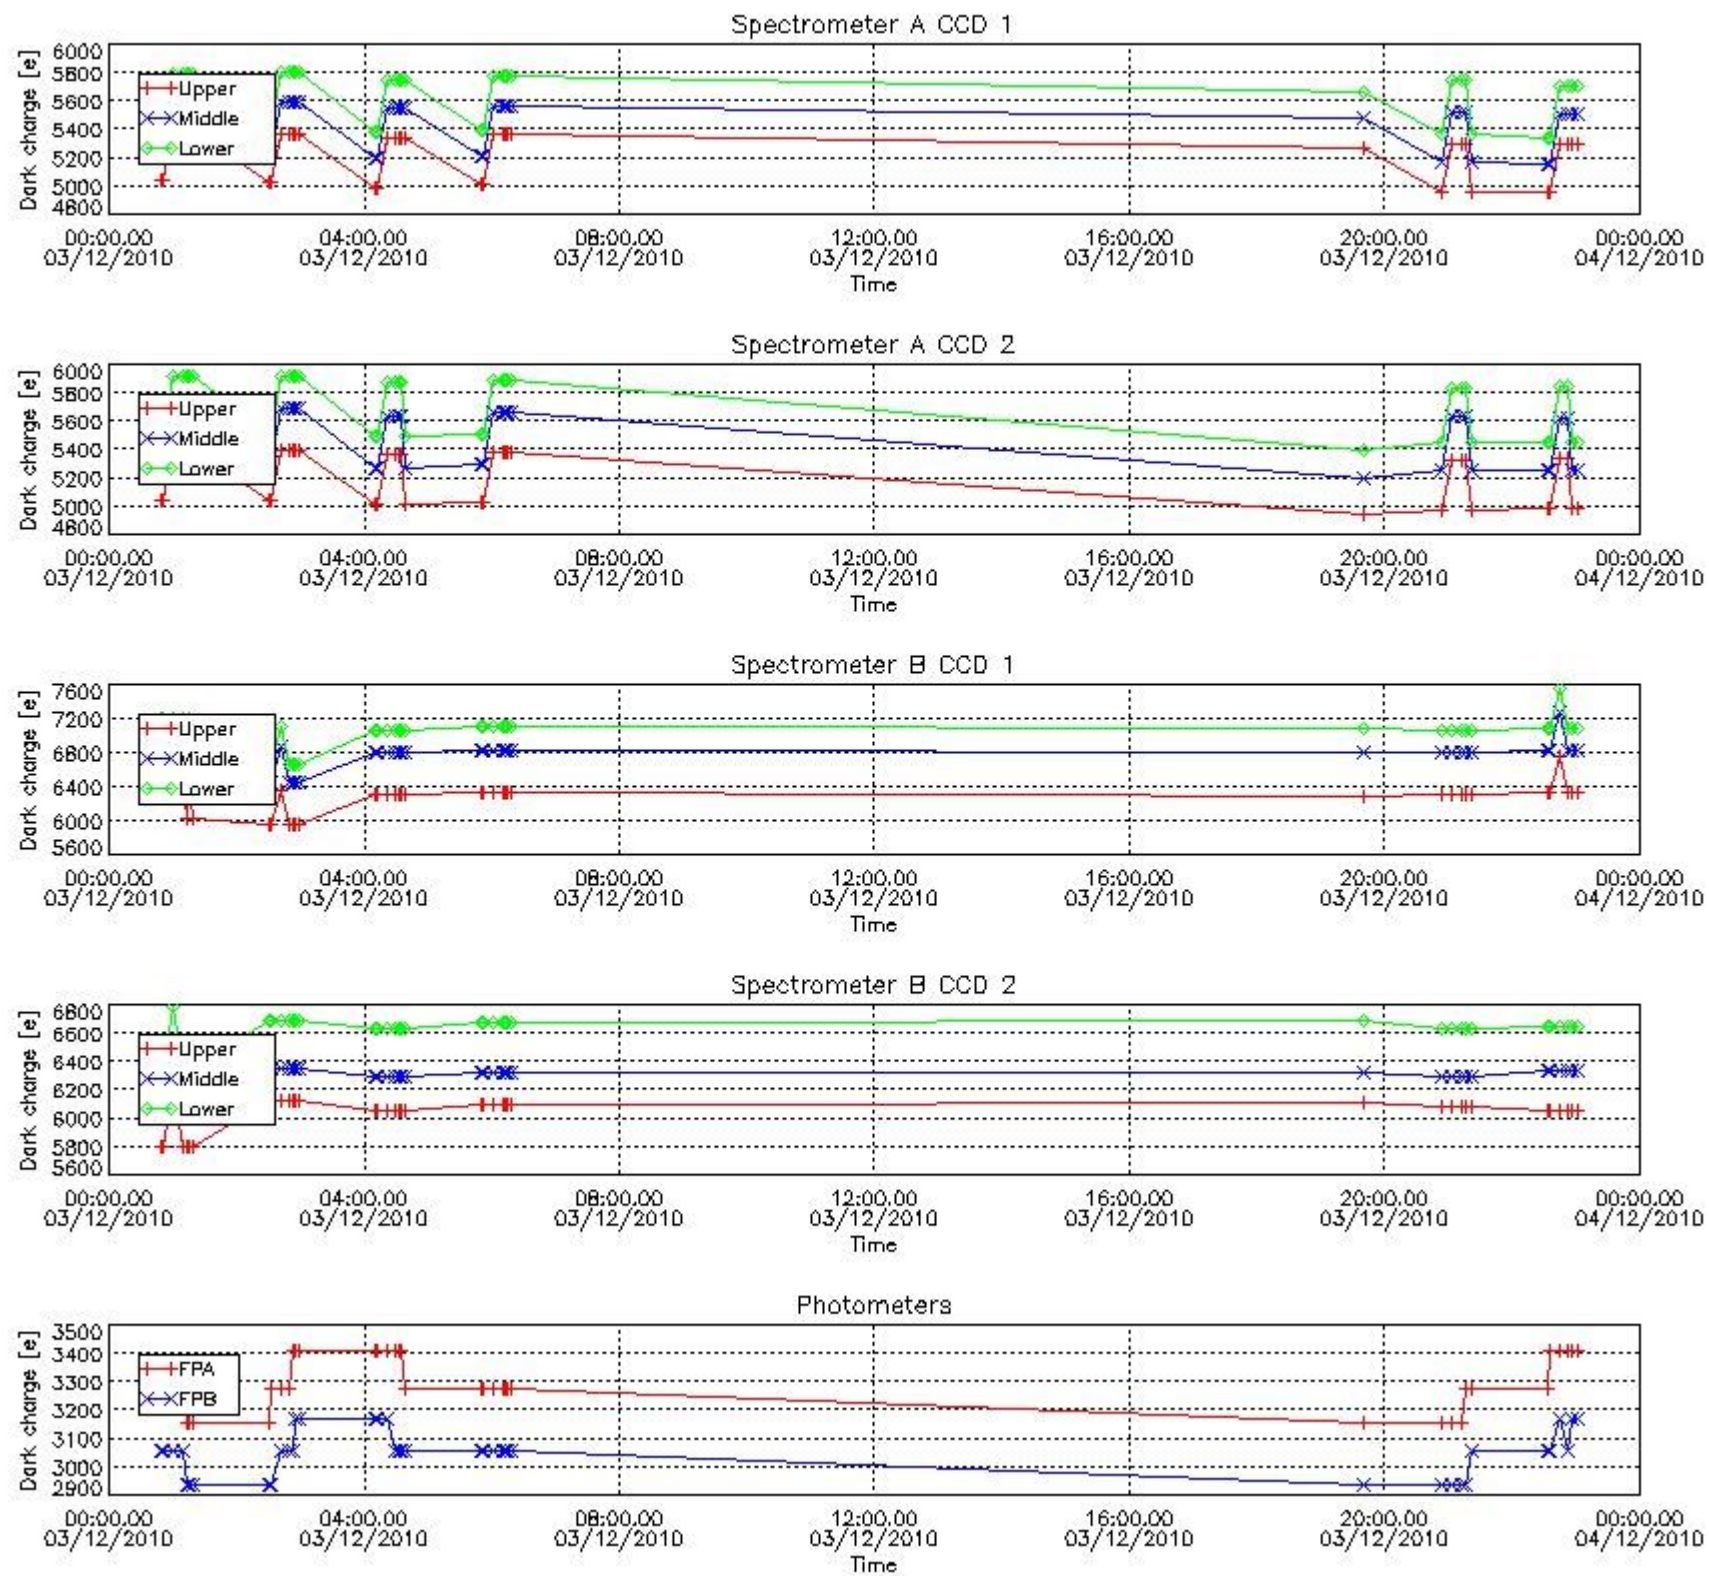 Spectrometer A CCD 1
Dark charge [e]
6000
5800
5600
5400
5200
5000
4800
Upper
Middle
Lower
00:00.00 04:00.00 08:00.00 12:00.00 16:00.00 20:00.00 00:00.00
03/12/2010 03/12/2010 03/12/2010 03/12/2010 03/12/2010 03/12/2010 04/12/2010
Time
Spectrometer A CCD 2
Dark charge [e]
6000
5800
5600
5400
5200
5000
4800
Upper
Middle
Lower
00:00.00 04:00.00 08:00.00 12:00.00 16:00.00 20:00.00 00:00.00
03/12/2010 03/12/2010 03/12/2010 03/12/2010 03/12/2010 03/12/2010 04/12/2010
Time
Spectrometer B CCD 1
Dark charge [e]
7600
7200
6800
6400
6000
5600
Upper
Middle
Lower
00:00.00 04:00.00 08:00.00 12:00.00 16:00.00 20:00.00 00:00.00
03/12/2010 03/12/2010 03/12/2010 03/12/2010 03/12/2010 03/12/2010 04/12/2010
Time
Spectrometer B CCD 2
Dark charge [e]
6800
6600
6400
6200
6000
5800
5600
Upper
Middle
Lower
00:00.00 04:00.00 08:00.00 12:00.00 16:00.00 20:00.00 00:00.00
03/12/2010 03/12/2010 03/12/2010 03/12/2010 03/12/2010 03/12/2010 04/12/2010
Time
Photometers
Dark charge [e]
3500
3400
3300
3200
3100
3000
2900
FPA
FPB
00:00.00 04:00.00 08:00.00 12:00.00 16:00.00 20:00.00 00:00.00
03/12/2010 03/12/2010 03/12/2010 03/12/2010 03/12/2010 03/12/2010 04/12/2010
Time